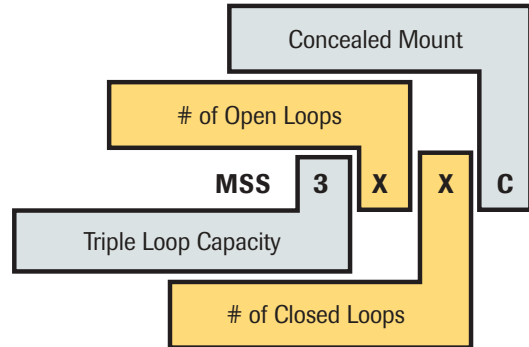 Concealed Mount
# of Open Loops
MSS 3 X X C
Triple Loop Capacity
# of Closed Loops